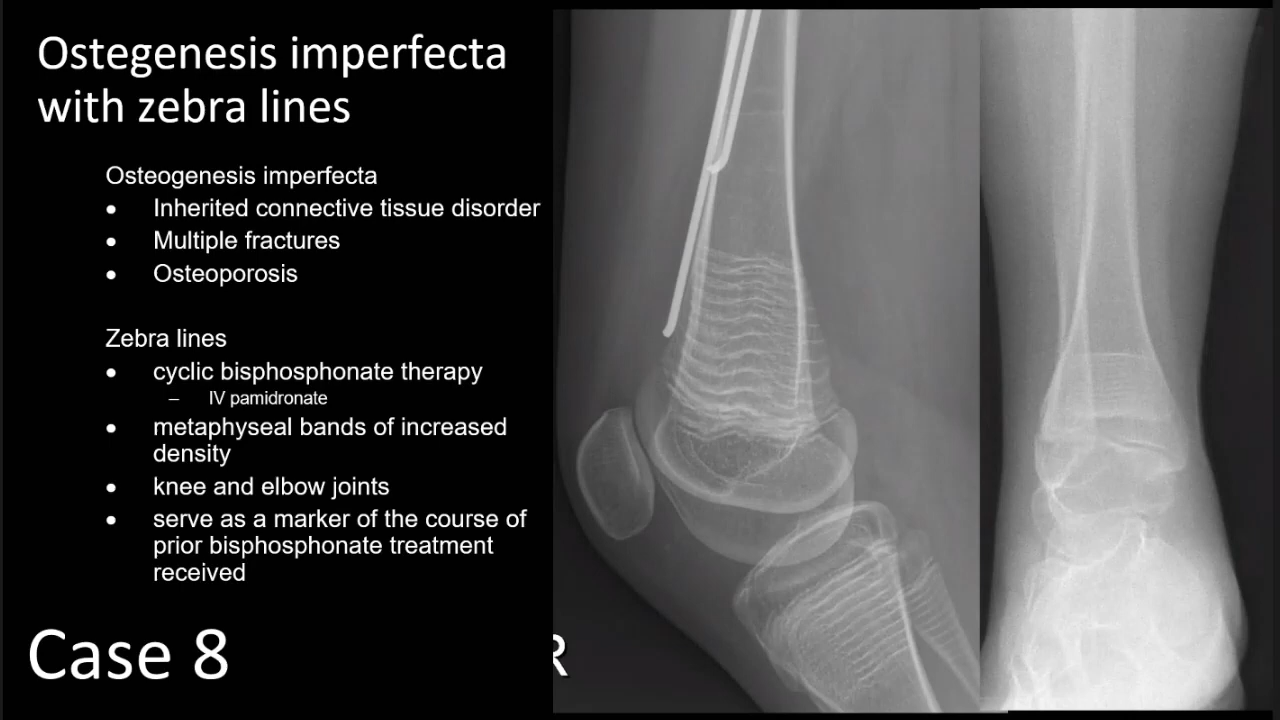 Ostegenesis imperfecta
with zebra lines
Osteogenesis imperfecta
• Inherited connective tissue disorder
• Multiple fractures
• Osteoporosis
Zebra lines
• cyclic bisphosphonate therapy
– IV pamidronate
• metaphyseal bands of increased
density
• knee and elbow joints
• serve as a marker of the course of
prior bisphosphonate treatment
received
Case 8
R